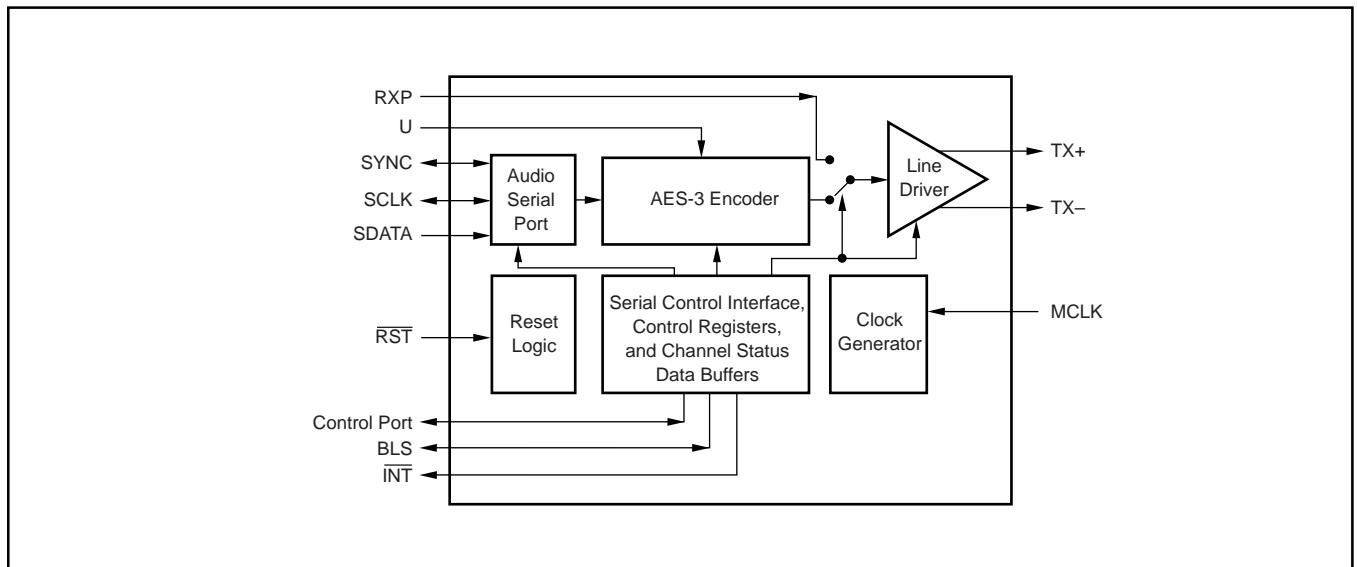 RXP
U
SYNC
SCLK
SDATA
RST
Control Port
BLS
INT
Audio
Serial
Port
AES-3 Encoder
Line
Driver
TX+
TX–
Reset
Logic
Serial Control Interface,
Control Registers,
and Channel Status
Data Buffers
Clock
Generator
MCLK